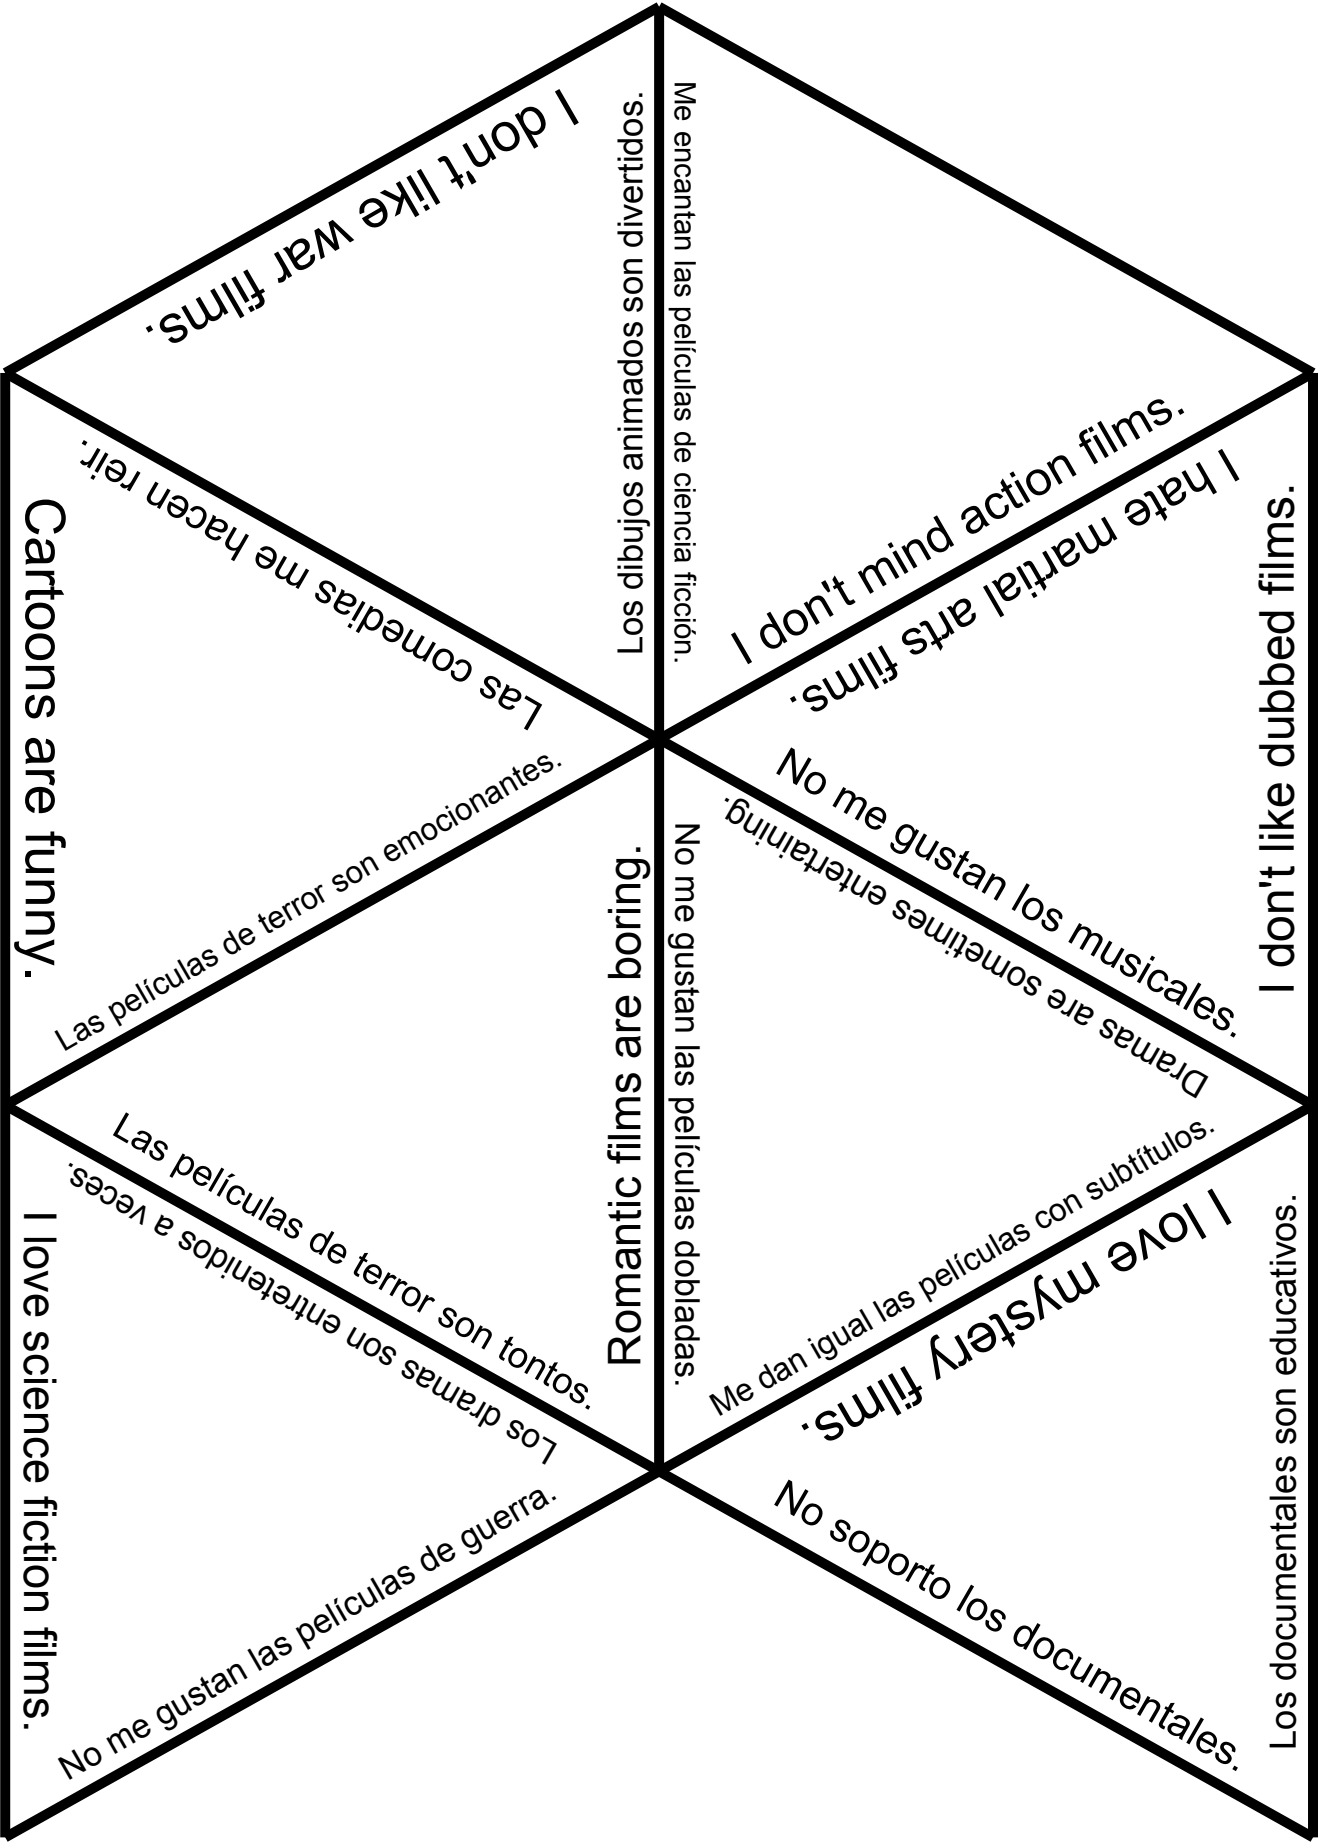 I don't like war films.
Los dibujos animados son divertidos.
Me encantan las películas de ciencia ficción.
I don't mind action films.
Las comedias me hacen reir.
Cartoons are funny.
Las películas de terror son emocionantes.
I hate martial arts films.
I don't like dubbed films.
No me gustan los musicales.
Romantic films are boring.
Las películas de terror son tontos.
No me gustan las películas dobladas.
Dramas are sometimes entertaining.
Me dan igual las películas con subtítulos.
Los dramas son entretenidos a veces.
I love science fiction films.
No me gustan las películas de guerra.
I love mystery films.
Los documentales son educativos.
No soporto los documentales.